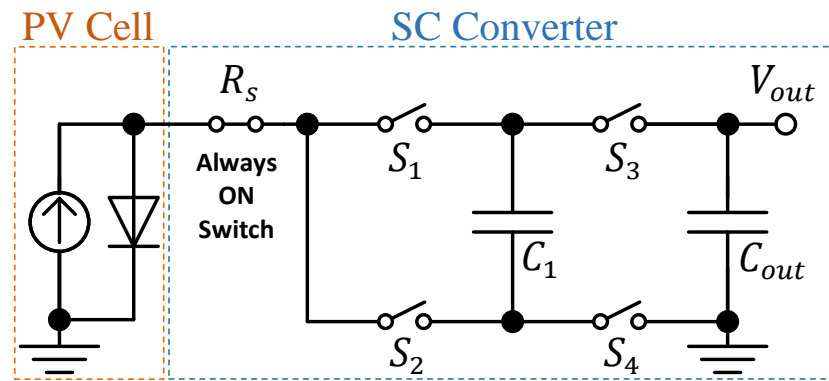 PV Cell
SC Converter
R_s
V_out
Always
ON
Switch
S_1
S_3
C_1
C_out
S_2
S_4